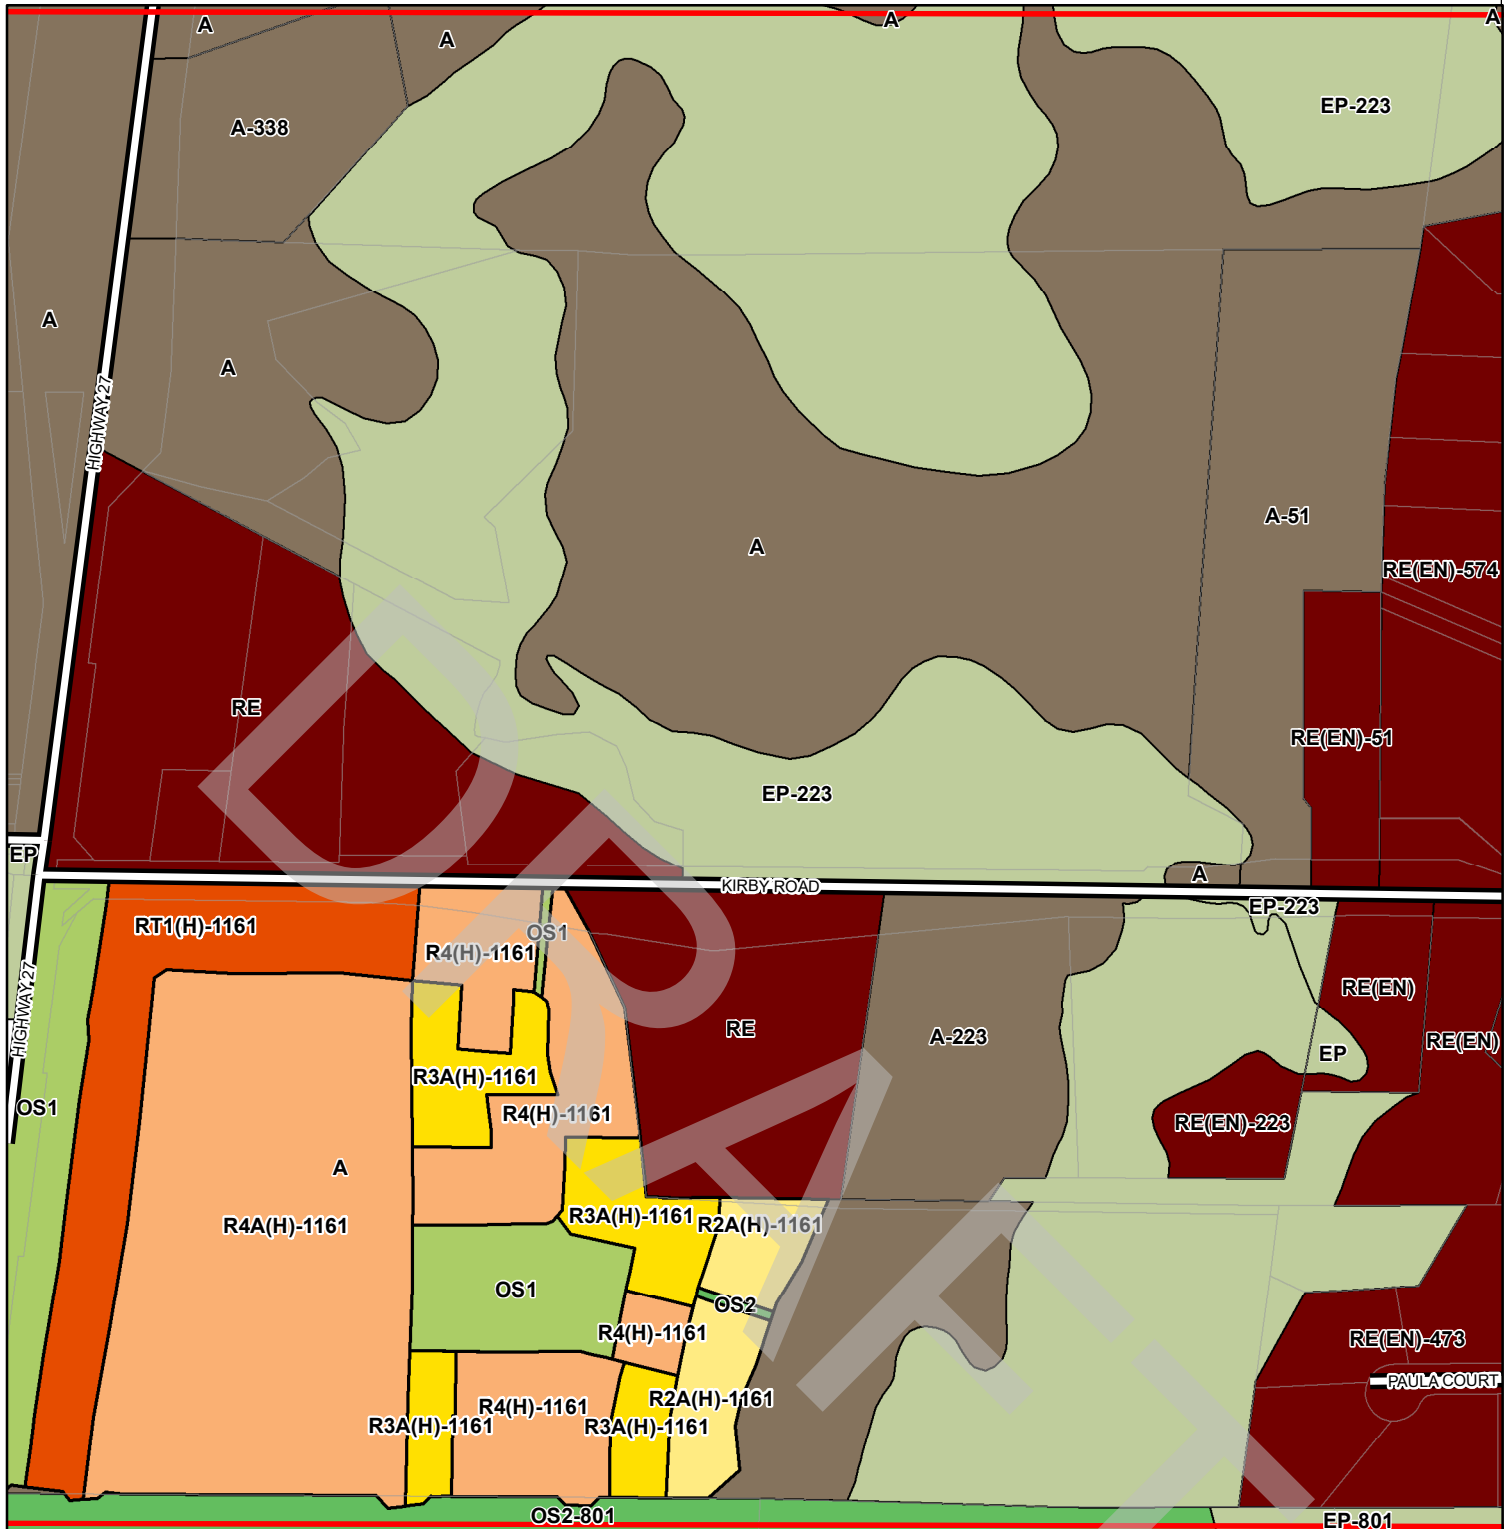 A
A
A
A
A-338
EP-223
A
A
HIGHWAY 27
A
A-51
RE(EN)-574
RE
RE(EN)-51
EP-223
EP
A
KIRBY ROAD
EP-223
RT1(H)-1161
OS1
R4(H)-1161
RE(EN)
HIGHWAY 27
RE
A-223
RE(EN)
EP
R3A(H)-1161
OS1
R4(H)-1161
RE(EN)-223
A
R3A(H)-1161
R2A(H)-1161
R4A(H)-1161
OS1
OS2
R4(H)-1161
RE(EN)-473
PAULA COURT
R2A(H)-1161
R4(H)-1161
R3A(H)-1161
R3A(H)-1161
OS2-801
EP-801
DRAFT